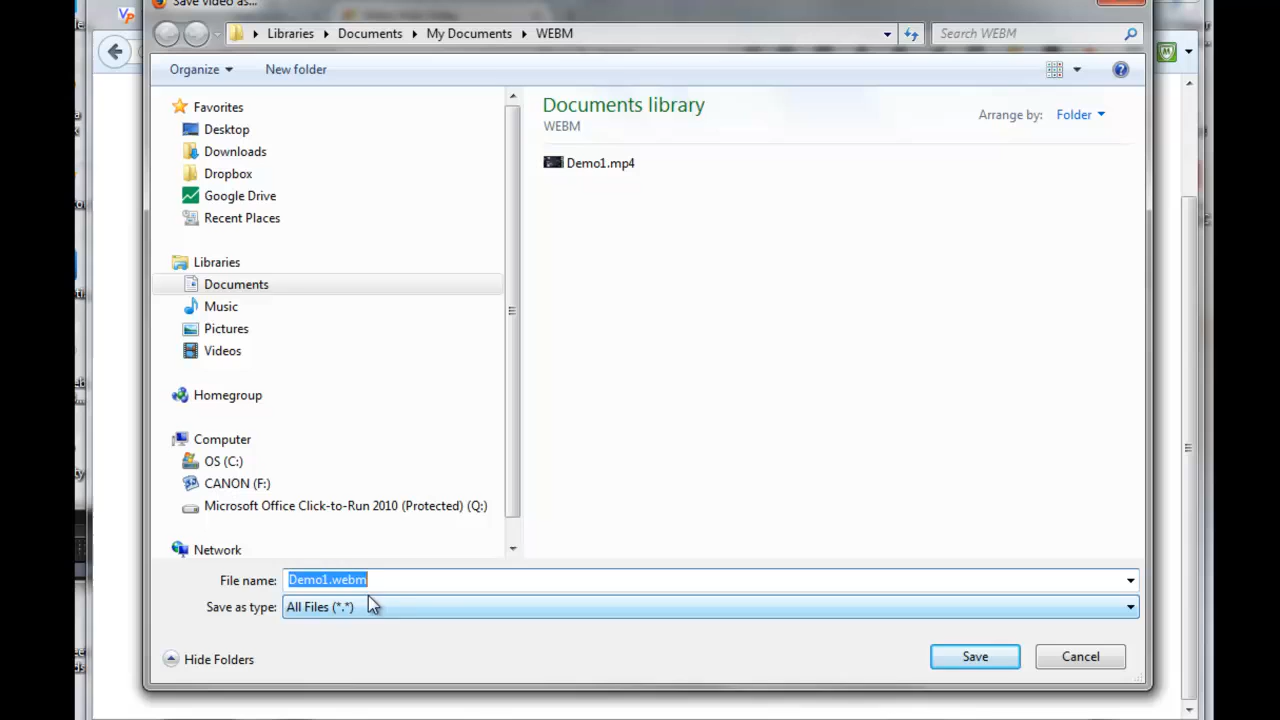 Save video as...
VP
Libraries Documents My Documents WEBM
Search WEBM
Organize
New folder
Favorites
Desktop
Downloads
Dropbox
Google Drive
Recent Places
Libraries
Documents
Music
Pictures
Videos
Homegroup
Computer
OS (C:)
CANON (F:)
Microsoft Office Click-to-Run 2010 (Protected) (Q:)
Network
Documents library
WEBM
Arrange by: Folder
Demo1.mp4
File name: Demo1.webm
Save as type: All Files (*.*)
Hide Folders
Save
Cancel